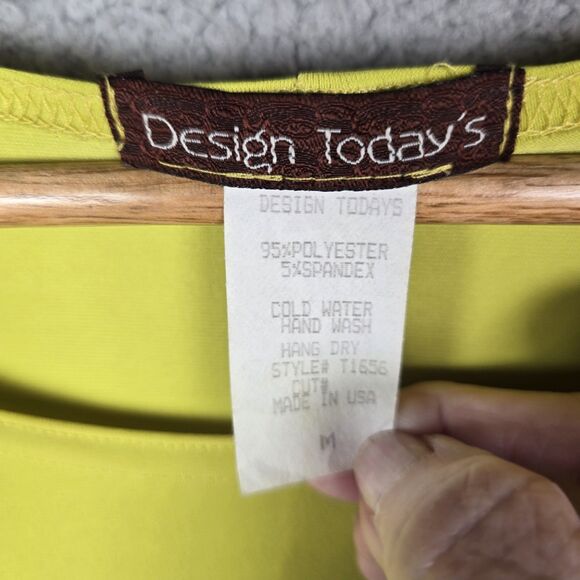 Design Today's
DESIGN TODAYS
95%POLYESTER
5%SPANDEX
COLD WATER
HAND WASH
HANG DRY
STYLE# T1656
CUT#
MADE IN USA
M